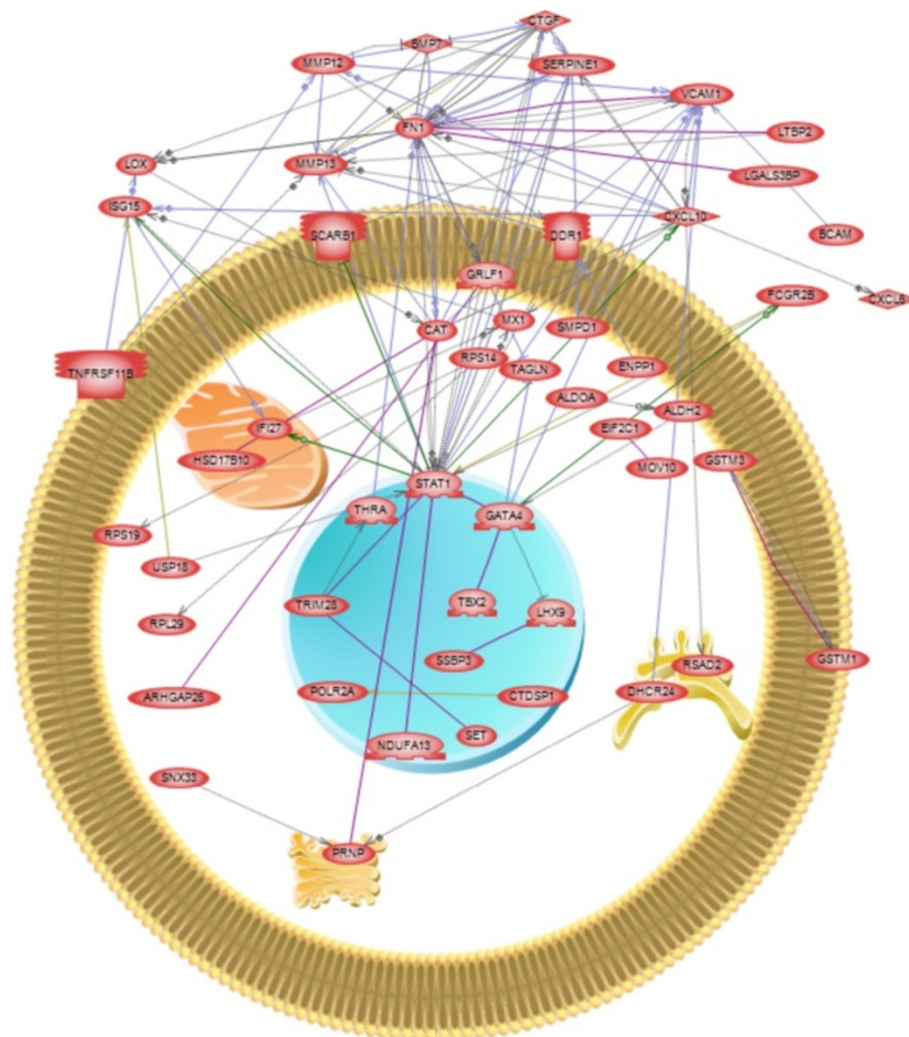 CTGF
BMP7
MMP12
SERPINE1
VCAM1
FN1
LTBP2
LOX
MMP13
LGALS3BP
ISG15
CXCL10
SCARB1
DDR1
BCAM
GRLF1
FCGR2B
CXCL6
MX1
SMPD1
CAT
RPS14
TAGLN
ENPP1
TNFRSF11B
ALDOA
ALDH2
IFI27
EIF2C1
HSD17B10
MOV10
GSTM3
STAT1
THRA
GATA4
RPS19
USP18
TRIM28
TBX2
LHX9
RPL29
SSBP3
RSAD2
GSTM1
ARHGAP25
POLR2A
CTDSP1
DHCR24
NDUFA13
SET
SNX33
PRNP